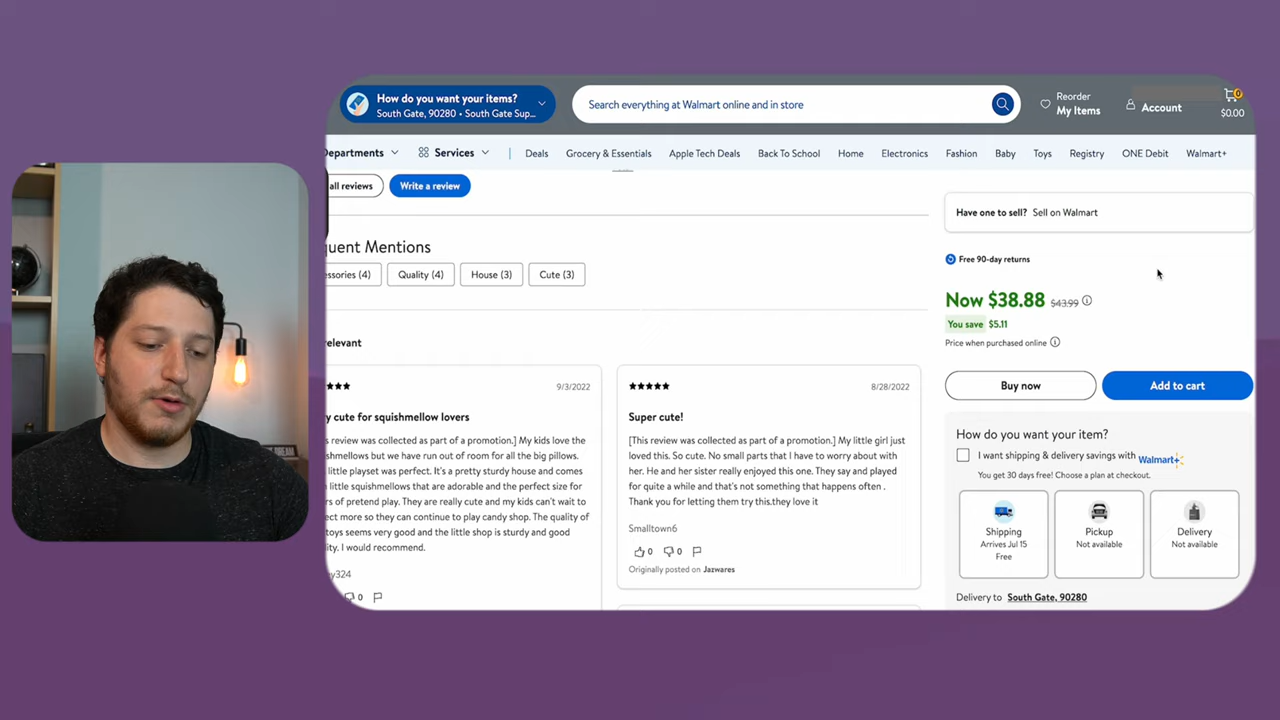 How do you want your items?
South Gate, 90280 • South Gate Sup...
Search everything at Walmart online and in store
Reorder
My Items
Account
0
$0.00
Departments
Services
Deals
Grocery & Essentials
Apple Tech Deals
Back To School
Home
Electronics
Fashion
Baby
Toys
Registry
ONE Debit
Walmart+
all reviews
Write a review
quent Mentions
essories (4)
Quality (4)
House (3)
Cute (3)
relevant
9/3/2022
y cute for squishmellow lovers
s review was collected as part of a promotion.] My kids love the
shmellows but we have run out of room for all the big pillows.
little playset was perfect. It's a pretty sturdy house and comes
little squishmellows that are adorable and the perfect size for
rs of pretend play. They are really cute and my kids can't wait to
ect more so they can continue to play candy shop. The quality of
toys seems very good and the little shop is sturdy and good
lity. I would recommend.
y324
0
8/28/2022
Super cute!
[This review was collected as part of a promotion.] My little girl just
loved this. So cute. No small parts that I have to worry about with
her. He and her sister really enjoyed this one. They say and played
for quite a while and that's not something that happens often .
Thank you for letting them try this.they love it
Smalltown6
0
0
Originally posted on Jazwares
Have one to sell? Sell on Walmart
Free 90-day returns
Now $38.88 $43.99
You save $5.11
Price when purchased online
Buy now
Add to cart
How do you want your item?
I want shipping & delivery savings with Walmart+
You get 30 days free! Choose a plan at checkout.
Shipping
Arrives Jul 15
Free
Pickup
Not available
Delivery
Not available
Delivery to South Gate, 90280